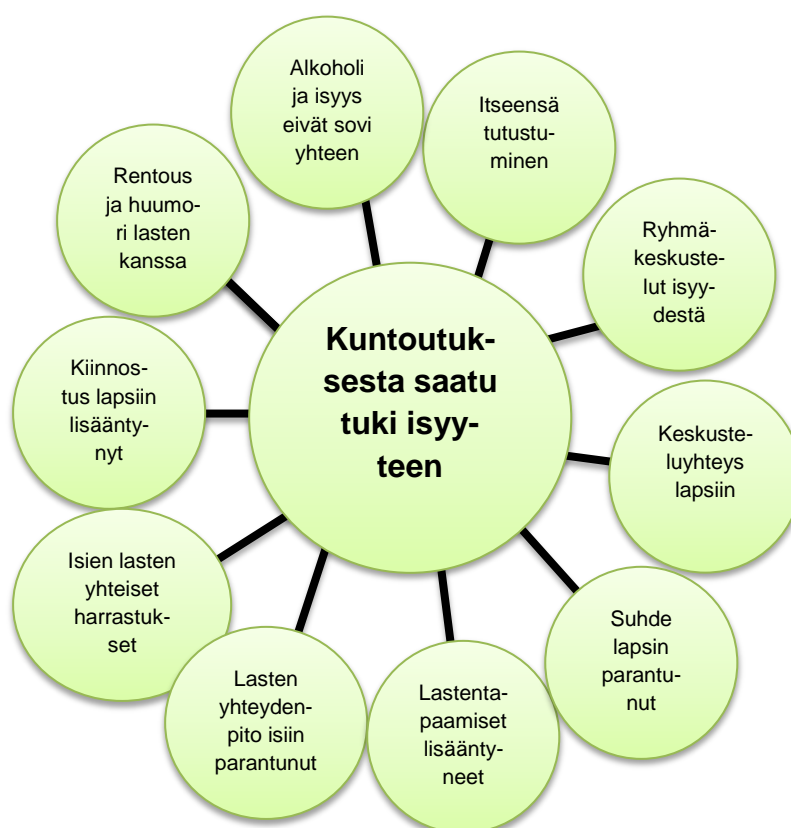 Alkoholi
ja isyys
eivät sovi
yhteen
Itseensä
tutustu-
minen
Ryhmä-
keskuste-
lut isyy-
destä
Keskuste-
luyhteys
lapsiin
Suhde
lapsin
parantu-
nut
Lastenta-
paamiset
lisäänty-
neet
Lasten
yhteyden-
pito isiin
parantunut
Isien lasten
yhteiset
harrastuk-
set
Kiinnos-
tus lapsiin
lisäänty-
nyt
Rentous
ja huumo-
ri lasten
kanssa
Kuntoutuk-
sesta saatu
tuki isyy-
teen